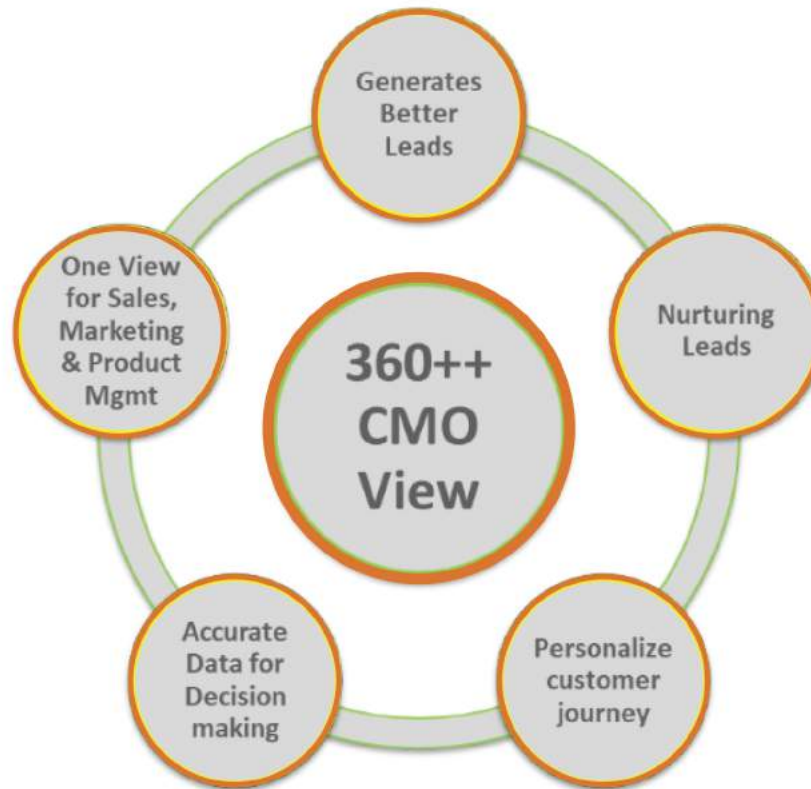 Generates
Better
Leads
Nurturing
Leads
Personalize
customer
journey
Accurate
Data for
Decision
making
One View
for Sales,
Marketing
& Product
Mgmt
360++
CMO
View